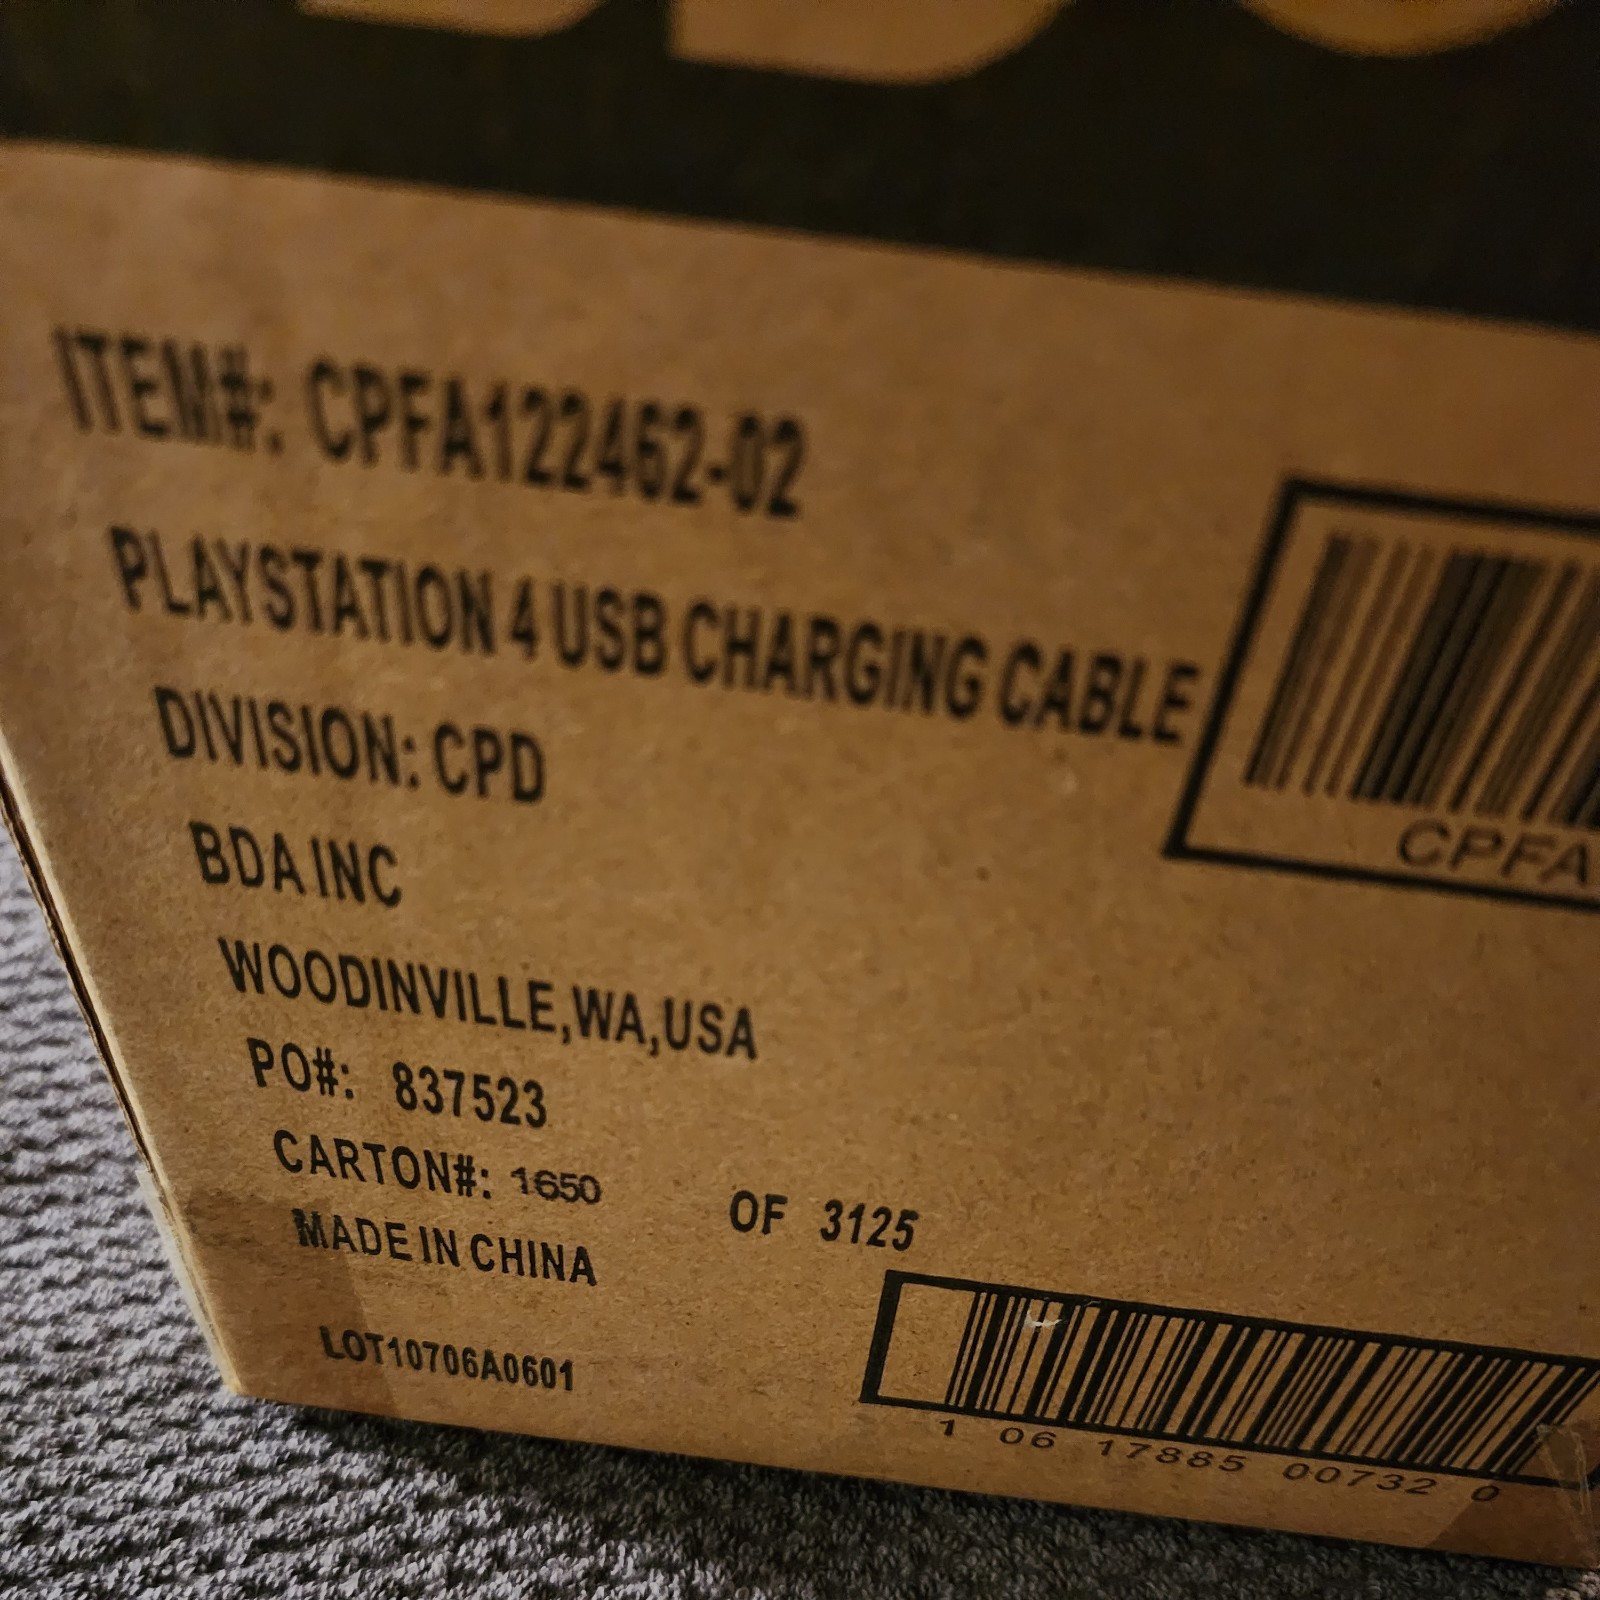 ITEM#: CPFA122462-02
PLAYSTATION 4 USB CHARGING CABLE
CPFA
DIVISION: CPD
BDA INC
WOODINVILLE,WA,USA
PO#: 837523
CARTON#: 1650 OF 3125
MADE IN CHINA
LOT10706A0601
1 06 17885 00732 0